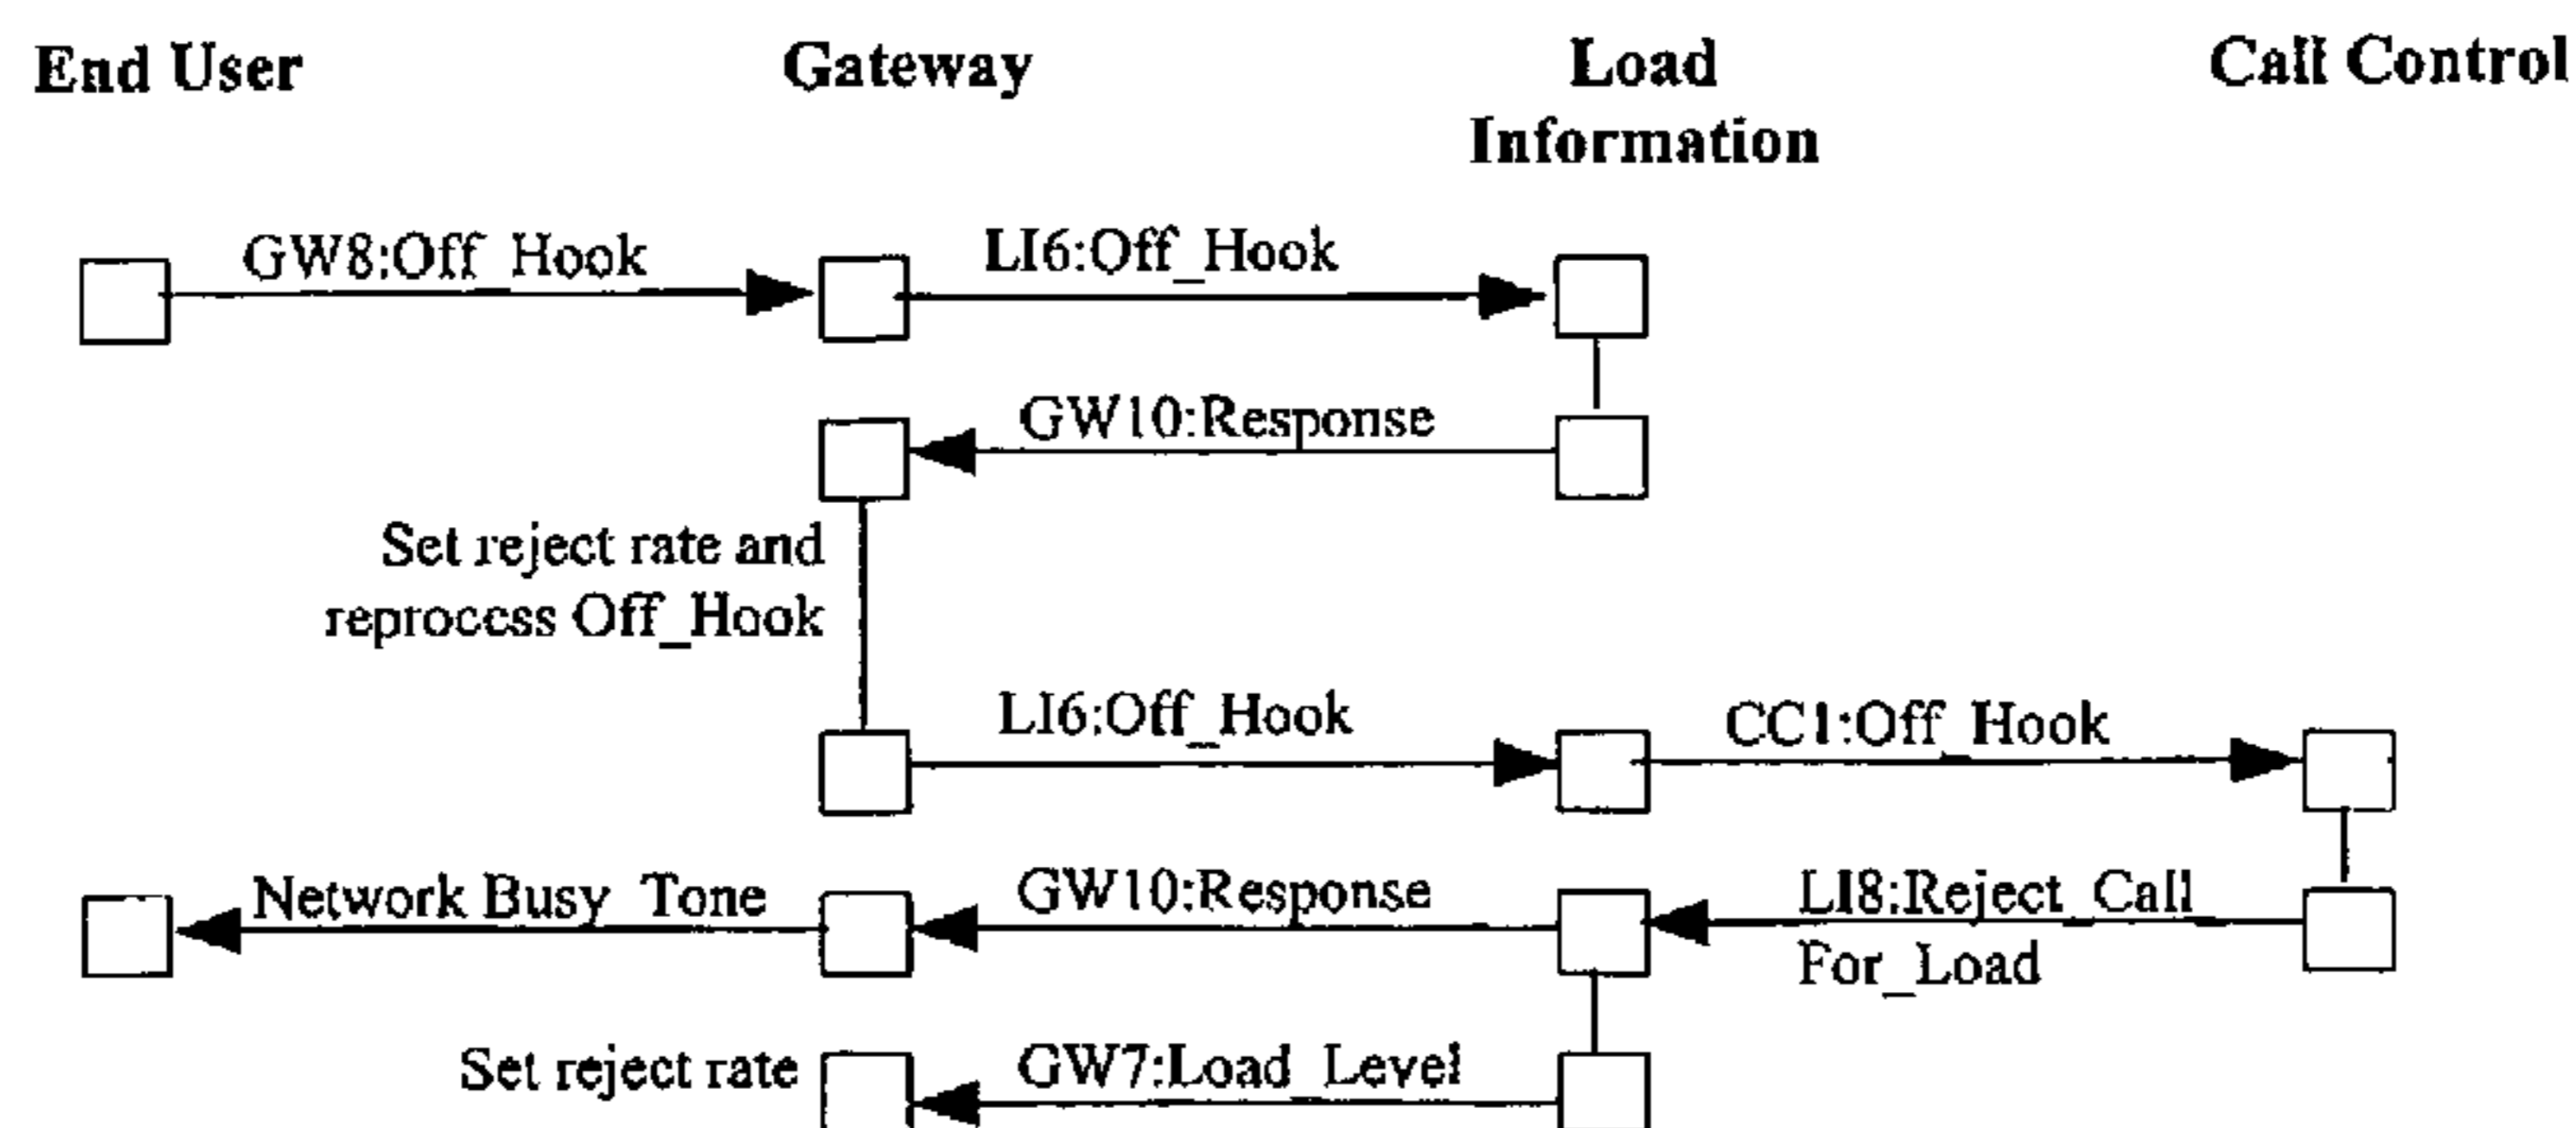 End User
Gateway
Load
Information
Call Control
GW8:Off_Hook
LI6:Off_Hook
GW10:Response
Set reject rate and
reprocess Off_Hook
LI6:Off_Hook
CC1:Off_Hook
Network Busy_Tone
GW10:Response
LI8:Reject_Call
For_Load
Set reject rate
GW7:Load_Level